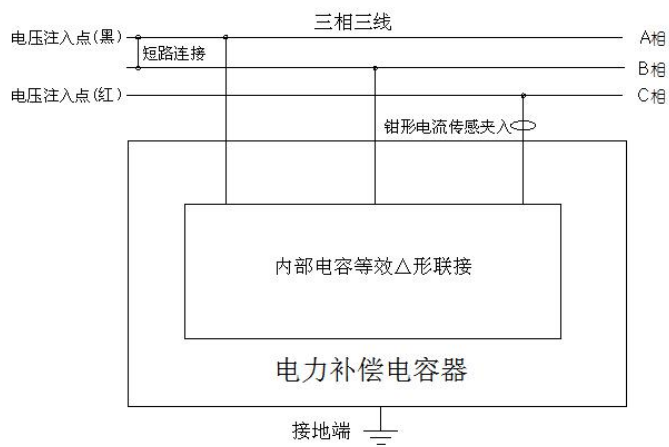 三相三线
电压注入点(黑)
A相
短路连接
B相
电压注入点(红)
C相
钳形电流传感夹入
内部电容等效△形联接
电力补偿电容器
接地端